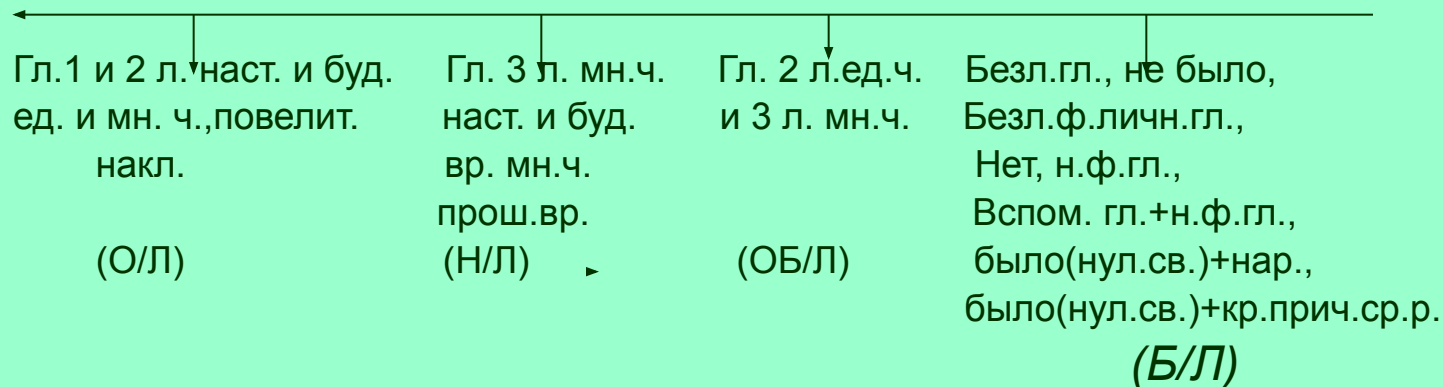 Гл.1 и 2 л. наст. и буд.
ед. и мн. ч.,повелит.
накл.
(О/Л)
Гл. 3 л. мн.ч.
наст. и буд.
вр. мн.ч.
прош.вр.
(Н/Л)
Гл. 2 л.ед.ч.
и 3 л. мн.ч.
(ОБ/Л)
Безл.гл., не было,
Безл.ф.личн.гл.,
Нет, н.ф.гл.,
Вспом. гл.+н.ф.гл.,
было(нул.св.)+нар.,
было(нул.св.)+кр.прич.ср.р.
(Б/Л)